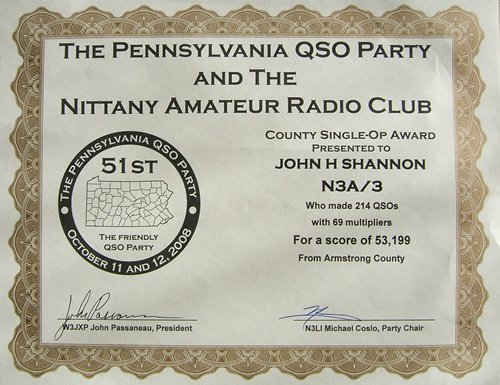 THE PENNSYLVANIA QSO PARTY
AND THE
NITTANY AMATEUR RADIO CLUB
THE PENNSYLVANIA QSO PARTY
51ST
THE FRIENDLY
QSO PARTY
OCTOBER 11 AND 12, 2008
COUNTY SINGLE-OP AWARD
PRESENTED TO
JOHN H SHANNON
N3A/3
Who made 214 QSOs
with 69 multipliers
For a score of 53,199
From Armstrong County
John Passaneau
W3JXP John Passaneau, President
N3LI Michael Coslo, Party Chair